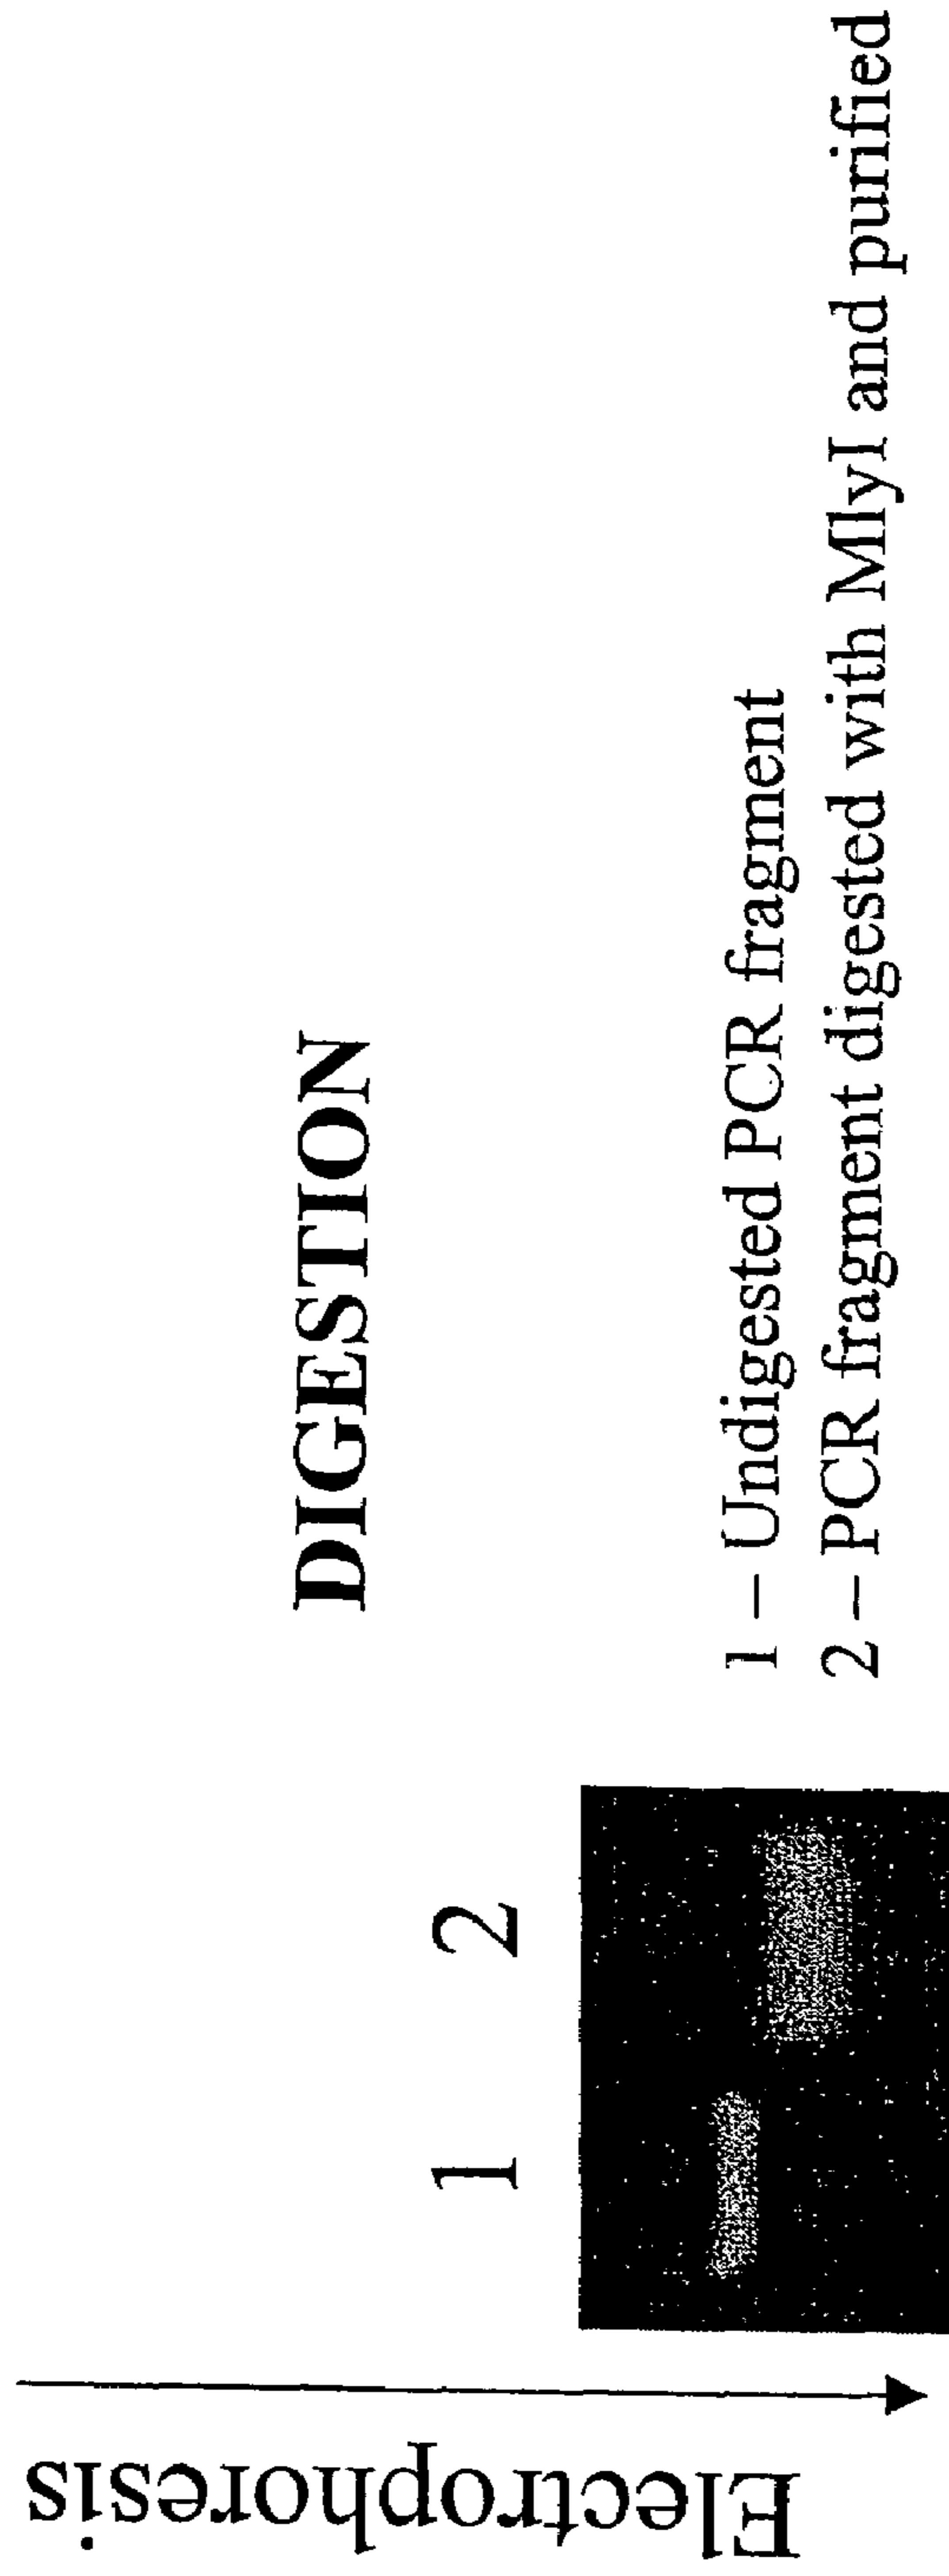 Electrophoresis
DIGESTION
1 2
1 – Undigested PCR fragment
2 – PCR fragment digested with MlyI and purified